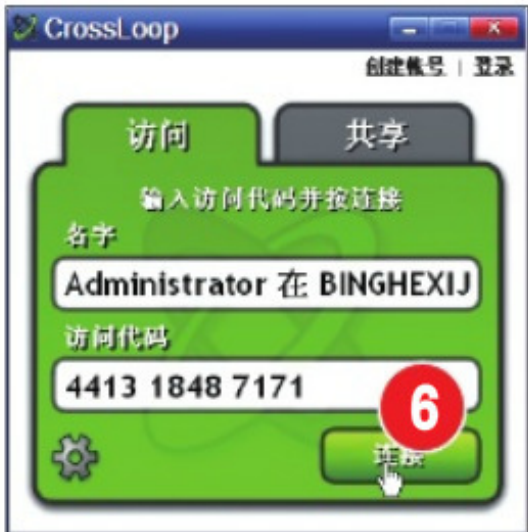 CrossLoop
创建帐号 | 登录
访问 共享
输入访问代码并按连接
名字
Administrator 在 BINGHEXIJ
访问代码
4413 1848 7171
6
连接